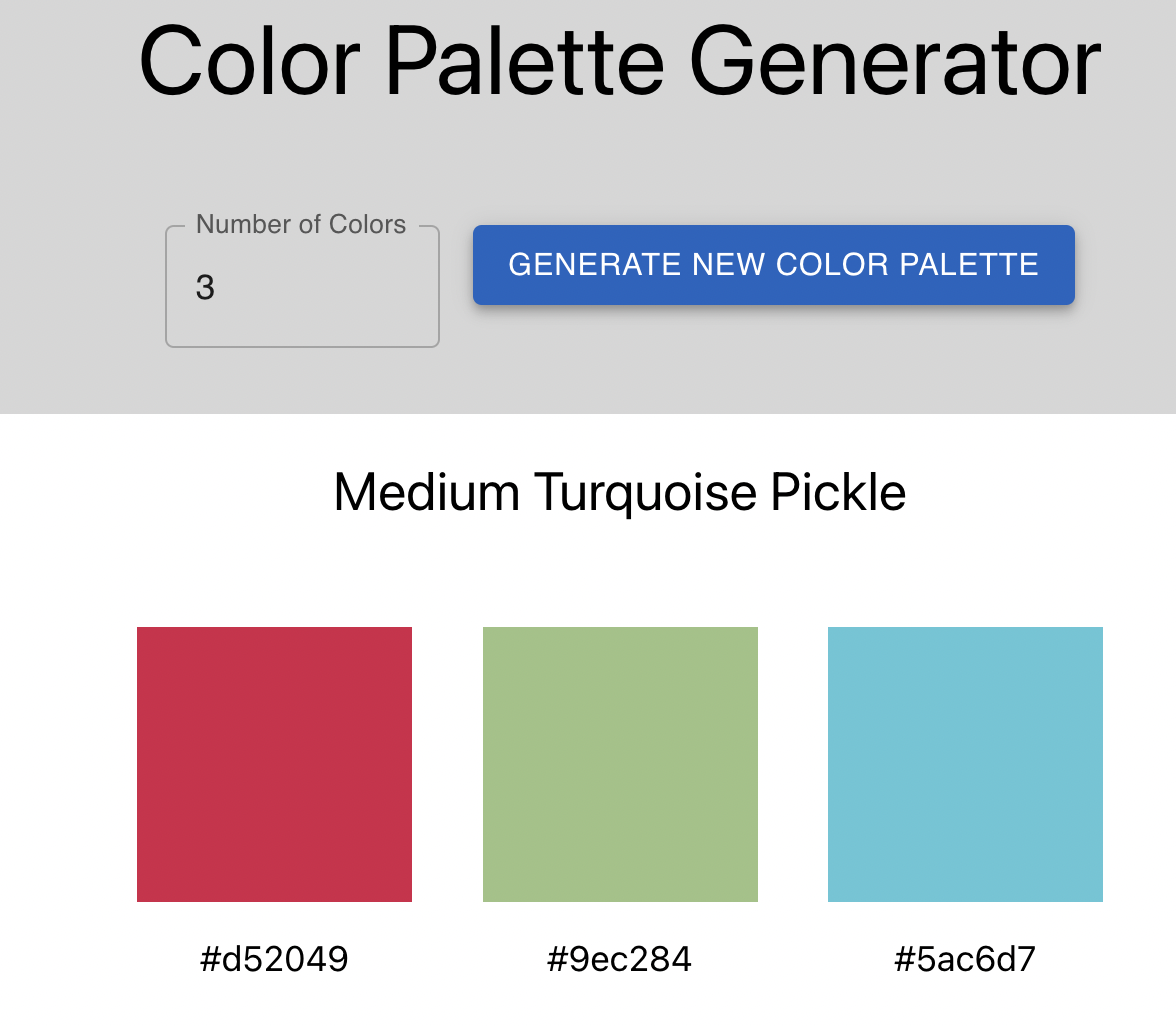 Color Palette Generator
Number of Colors
3
GENERATE NEW COLOR PALETTE
Medium Turquoise Pickle
#d52049
#9ec284
#5ac6d7